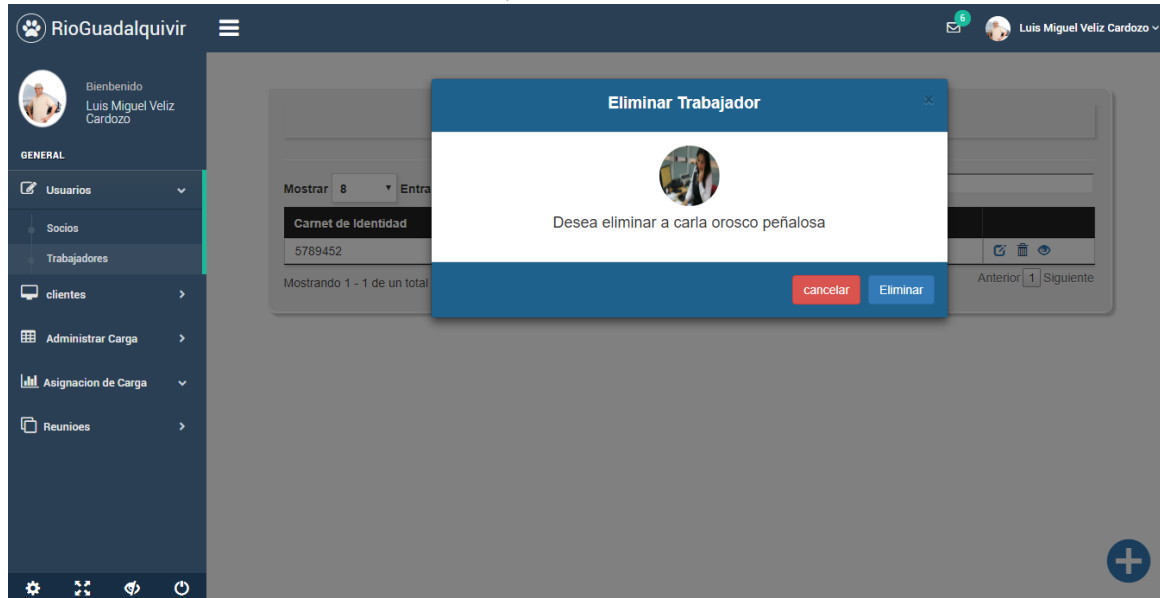 RioGuadalquivir
6
Luis Miguel Veliz Cardozo
Bienbenido
Luis Miguel Veliz
Cardozo
GENERAL
Usuarios
Socios
Trabajadores
clientes
Administrar Carga
Asignacion de Carga
Reunioes
Eliminar Trabajador
×
Desea eliminar a carla orosco peñalosa
cancelar Eliminar
Mostrar 8 Entra
Carnet de Identidad
5789452
Mostrando 1 - 1 de un total
Anterior 1 Siguiente